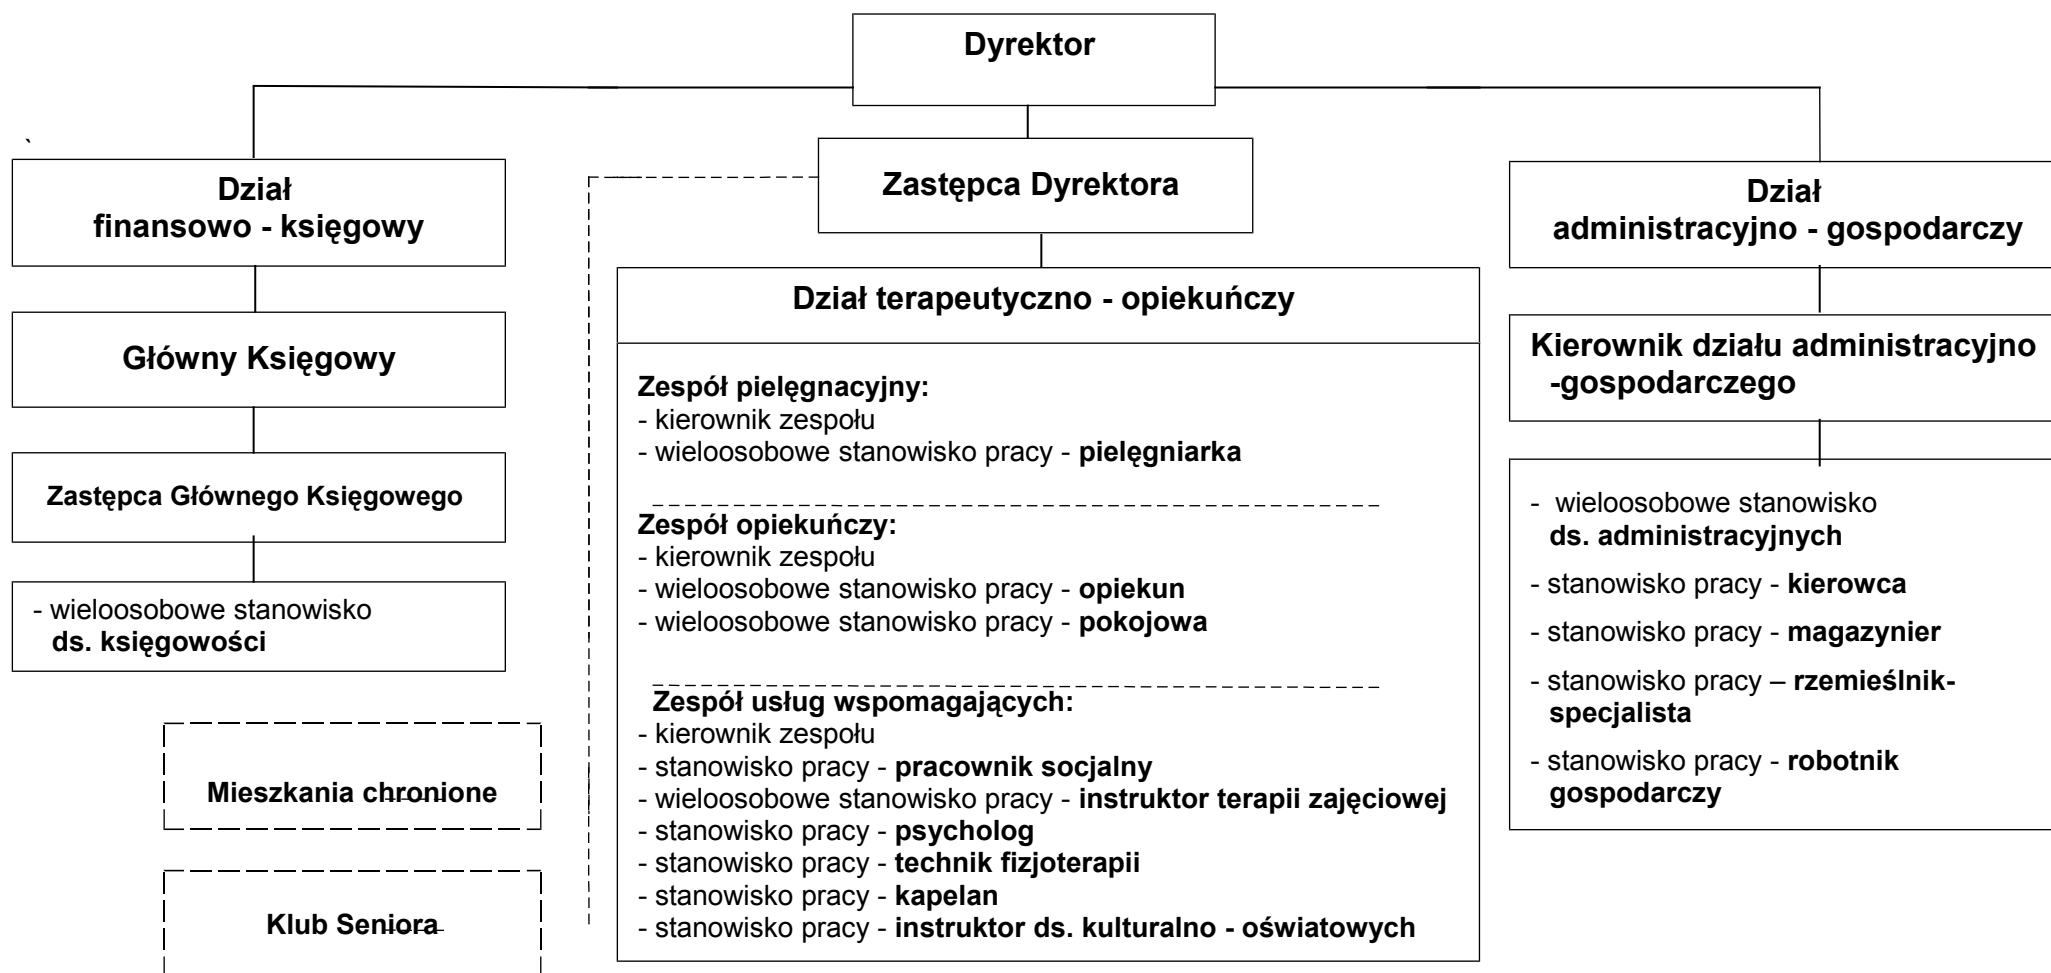 Dyrektor
`
Dział
finansowo - księgowy
Główny Księgowy
Zastępca Głównego Księgowego
- wieloosobowe stanowisko
ds. księgowości
Mieszkania chronione
Klub Seniora
Zastępca Dyrektora
Dział terapeutyczno - opiekuńczy
Zespół pielęgnacyjny:
- kierownik zespołu
- wieloosobowe stanowisko pracy - pielęgniarka
Zespół opiekuńczy:
- kierownik zespołu
- wieloosobowe stanowisko pracy - opiekun
- wieloosobowe stanowisko pracy - pokojowa
Zespół usług wspomagających:
- kierownik zespołu
- stanowisko pracy - pracownik socjalny
- wieloosobowe stanowisko pracy - instruktor terapii zajęciowej
- stanowisko pracy - psycholog
- stanowisko pracy - technik fizjoterapii
- stanowisko pracy - kapelan
- stanowisko pracy - instruktor ds. kulturalno - oświatowych
Dział
administracyjno - gospodarczy
Kierownik działu administracyjno
-gospodarczego
- wieloosobowe stanowisko
ds. administracyjnych
- stanowisko pracy - kierowca
- stanowisko pracy - magazynier
- stanowisko pracy – rzemieślnik-
specjalista
- stanowisko pracy - robotnik
gospodarczy